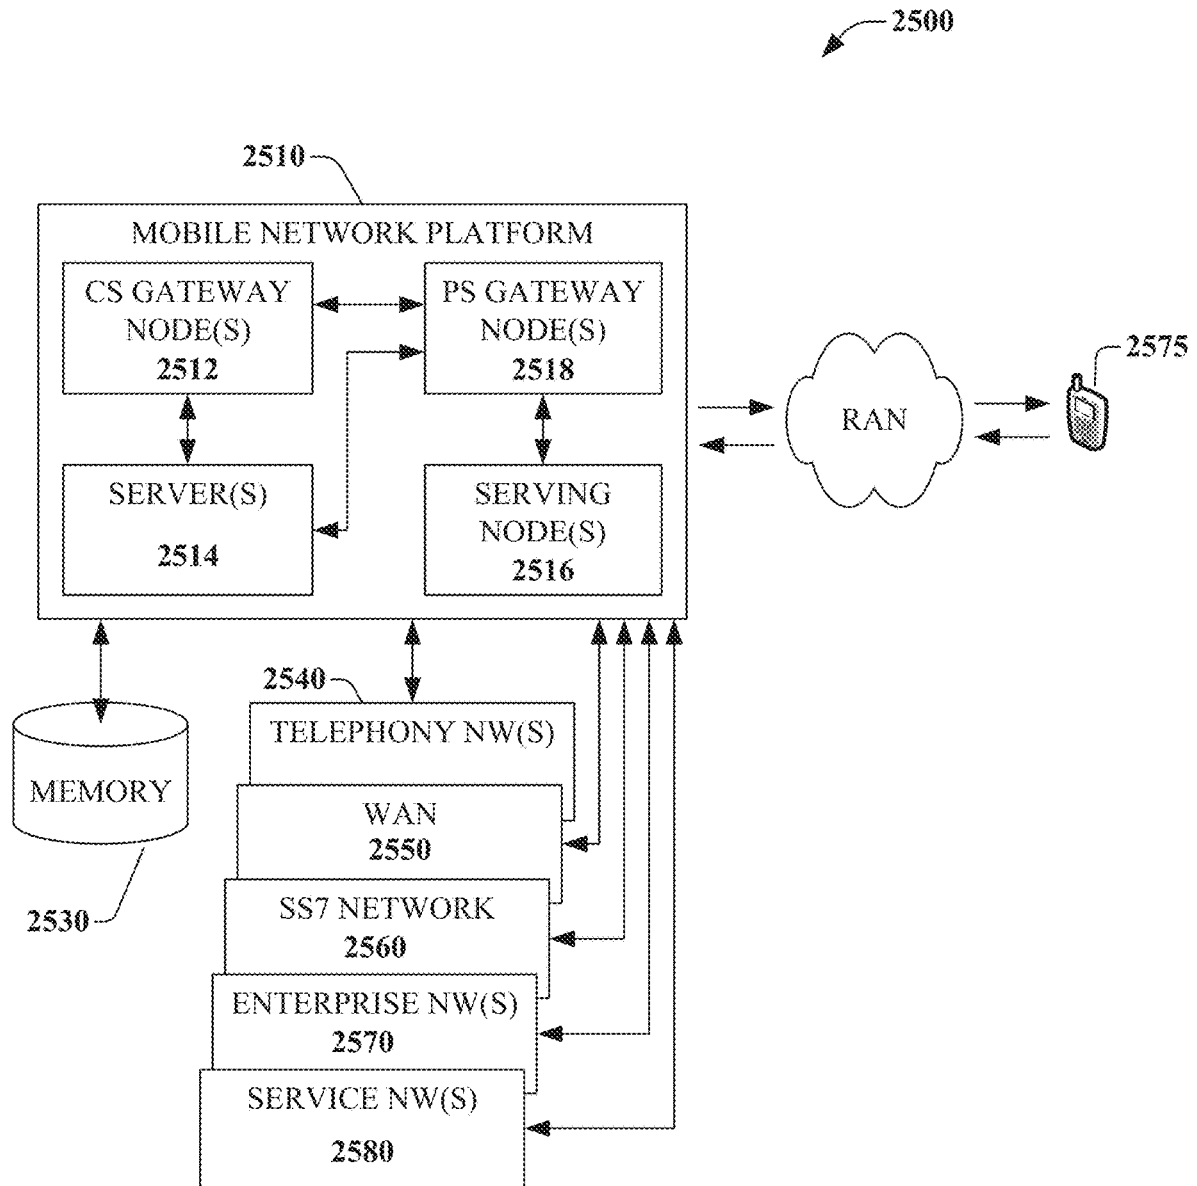 2500
2510
MOBILE NETWORK PLATFORM
CS GATEWAY
NODE(S)
2512
PS GATEWAY
NODE(S)
2518
SERVER(S)
2514
SERVING
NODE(S)
2516
RAN
2575
MEMORY
2530
2540
TELEPHONY NW(S)
WAN
2550
SS7 NETWORK
2560
ENTERPRISE NW(S)
2570
SERVICE NW(S)
2580